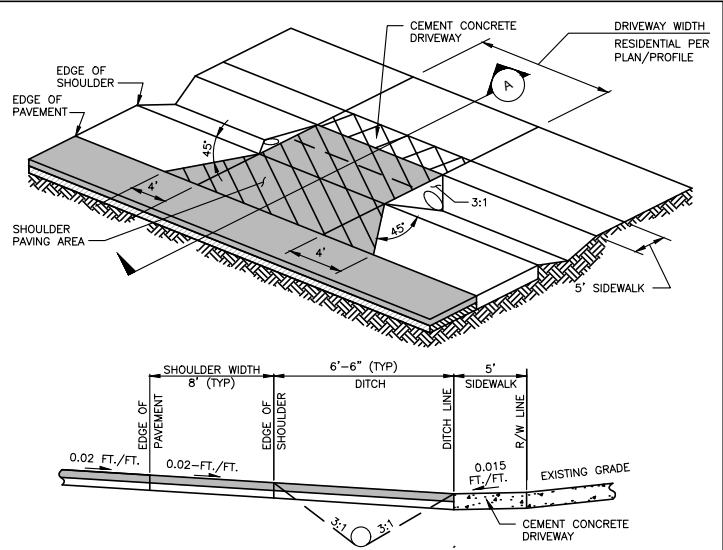 CEMENT CONCRETE
DRIVEWAY
DRIVEWAY WIDTH
RESIDENTIAL PER
PLAN/PROFILE
EDGE OF
SHOULDER
EDGE OF
PAVEMENT
A
45°
4'
3:1
SHOULDER
PAVING AREA
45°
4'
5' SIDEWALK
SHOULDER WIDTH
8' (TYP)
6'-6" (TYP)
DITCH
5'
SIDEWALK
EDGE OF
PAVEMENT
EDGE OF
SHOULDER
DITCH LINE
R/W LINE
0.02 FT./FT.
0.02-FT./FT.
0.015
FT./FT.
EXISTING GRADE
3:1
3:1
CEMENT CONCRETE
DRIVEWAY